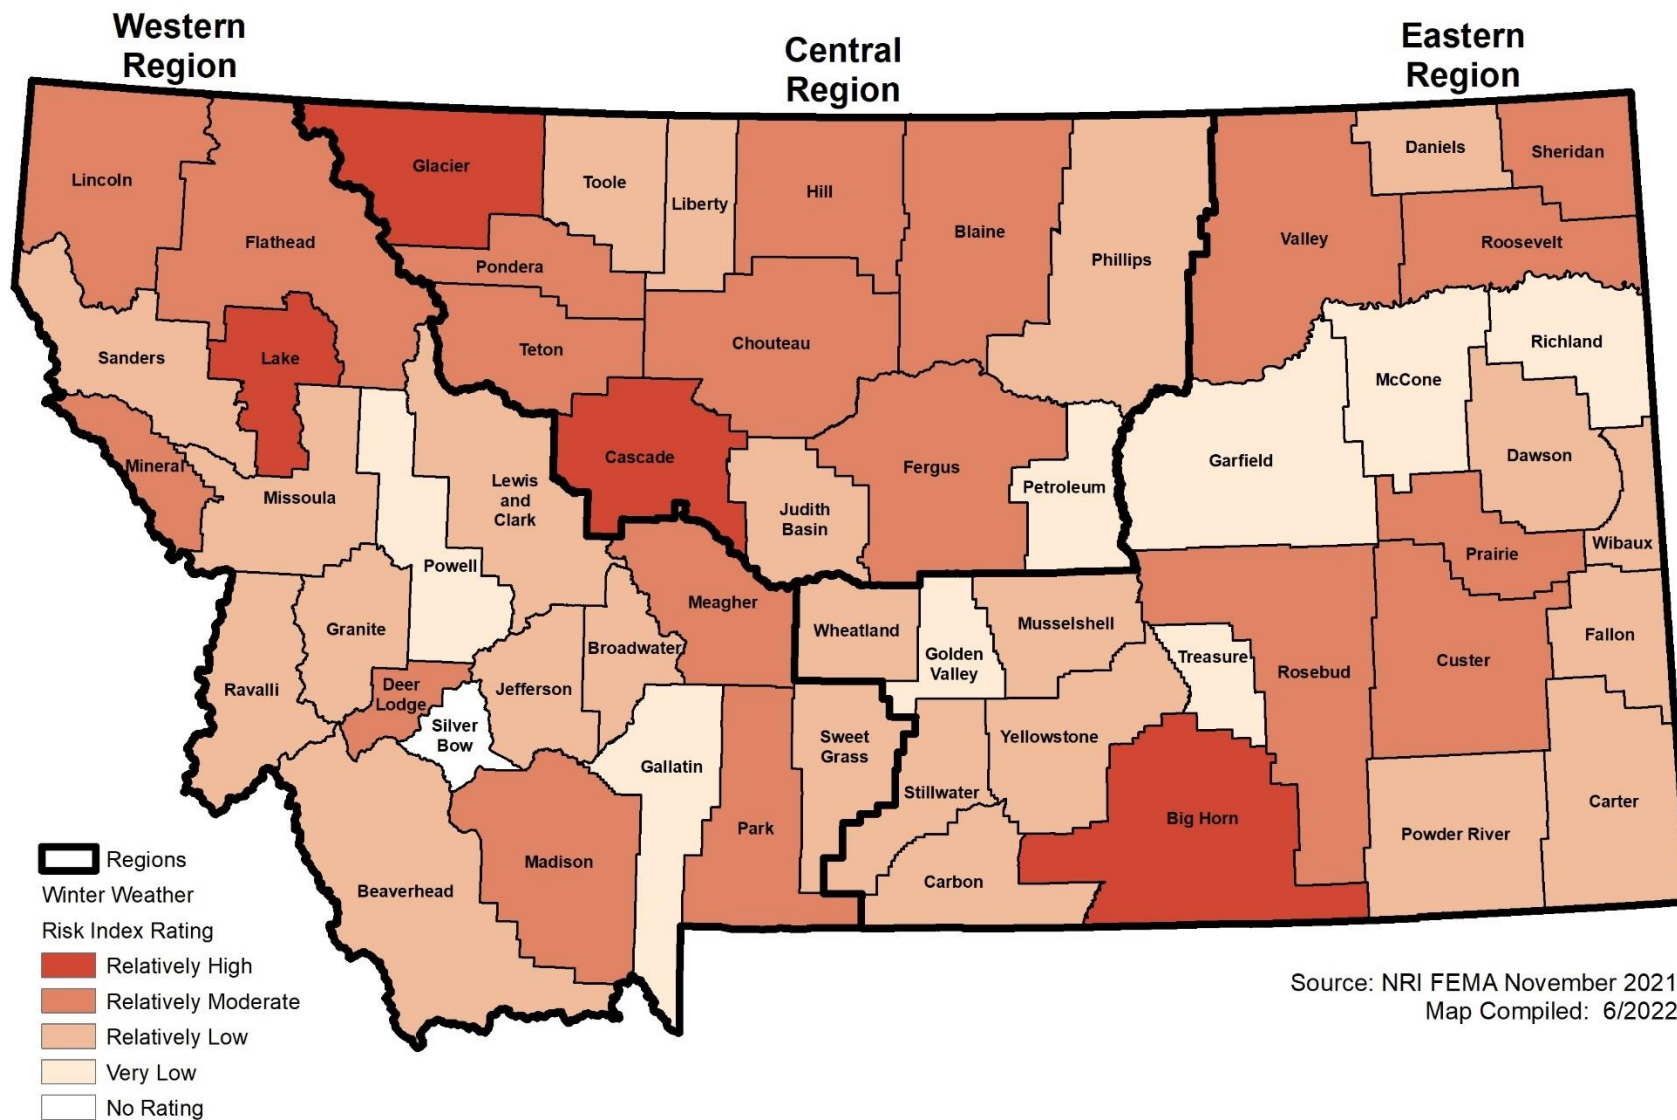 Western
Region
Central
Region
Eastern
Region
Lincoln
Flathead
Glacier
Toole
Liberty
Hill
Blaine
Phillips
Valley
Daniels
Sheridan
Roosevelt
Pondera
Teton
Chouteau
Sanders
Lake
Richland
McCone
Mineral
Missoula
Lewis
and
Clark
Cascade
Judith
Basin
Fergus
Petroleum
Garfield
Dawson
Wibaux
Prairie
Powell
Granite
Meagher
Broadwater
Wheatland
Golden
Valley
Musselshell
Treasure
Rosebud
Custer
Fallon
Ravalli
Deer
Lodge
Jefferson
Silver
Bow
Gallatin
Sweet
Grass
Yellowstone
Stillwater
Park
Madison
Beaverhead
Carbon
Big Horn
Powder River
Carter
Regions
Winter Weather
Risk Index Rating
Relatively High
Relatively Moderate
Relatively Low
Very Low
No Rating
Source: NRI FEMA November 2021
Map Compiled: 6/2022